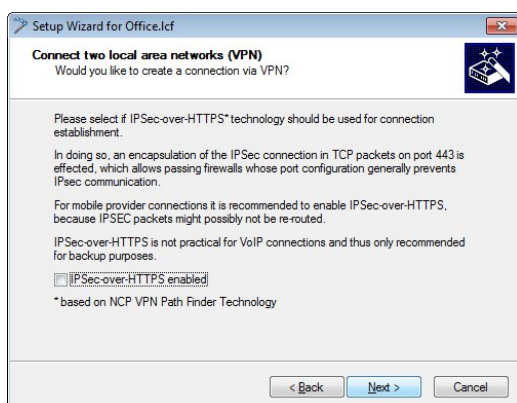 Setup Wizard for Office.lcf
Connect two local area networks (VPN)
Would you like to create a connection via VPN?
Please select if IPSec-over-HTTPS* technology should be used for connection
establishment.
In doing so, an encapsulation of the IPSec connection in TCP packets on port 443 is
effected, which allows passing firewalls whose port configuration generally prevents
IPsec communication.
For mobile provider connections it is recommended to enable IPSec-over-HTTPS,
because IPSEC packets might possibly not be re-routed.
IPSec-over-HTTPS is not practical for VoIP connections and thus only recommended
for backup purposes.
IPSec-over-HTTPS enabled
* based on NCP VPN Path Finder Technology
< Back Next > Cancel